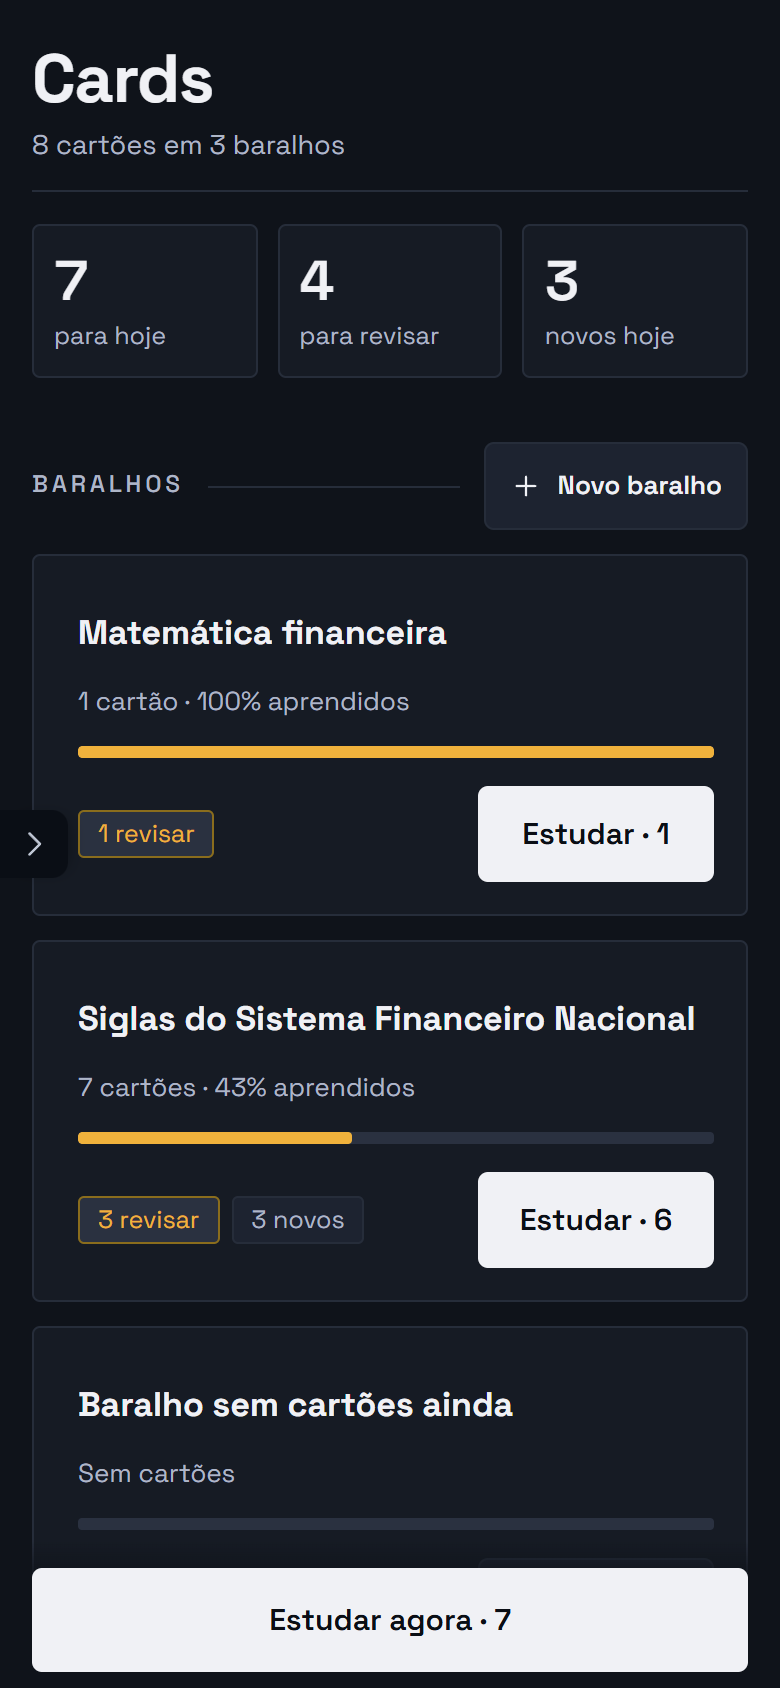 Cards
8 cartões em 3 baralhos
7
para hoje
4
para revisar
3
novos hoje
BARALHOS
+ Novo baralho
Matemática financeira
1 cartão · 100% aprendidos
1 revisar
Estudar · 1
Siglas do Sistema Financeiro Nacional
7 cartões · 43% aprendidos
3 revisar
3 novos
Estudar · 6
Baralho sem cartões ainda
Sem cartões
Estudar agora · 7